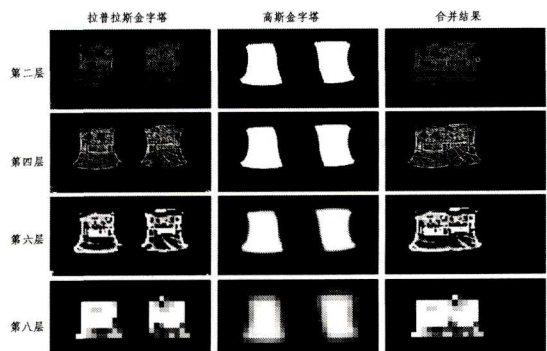 拉普拉斯金字塔
高斯金字塔
合并结果
第二层
第四层
第六层
第八层